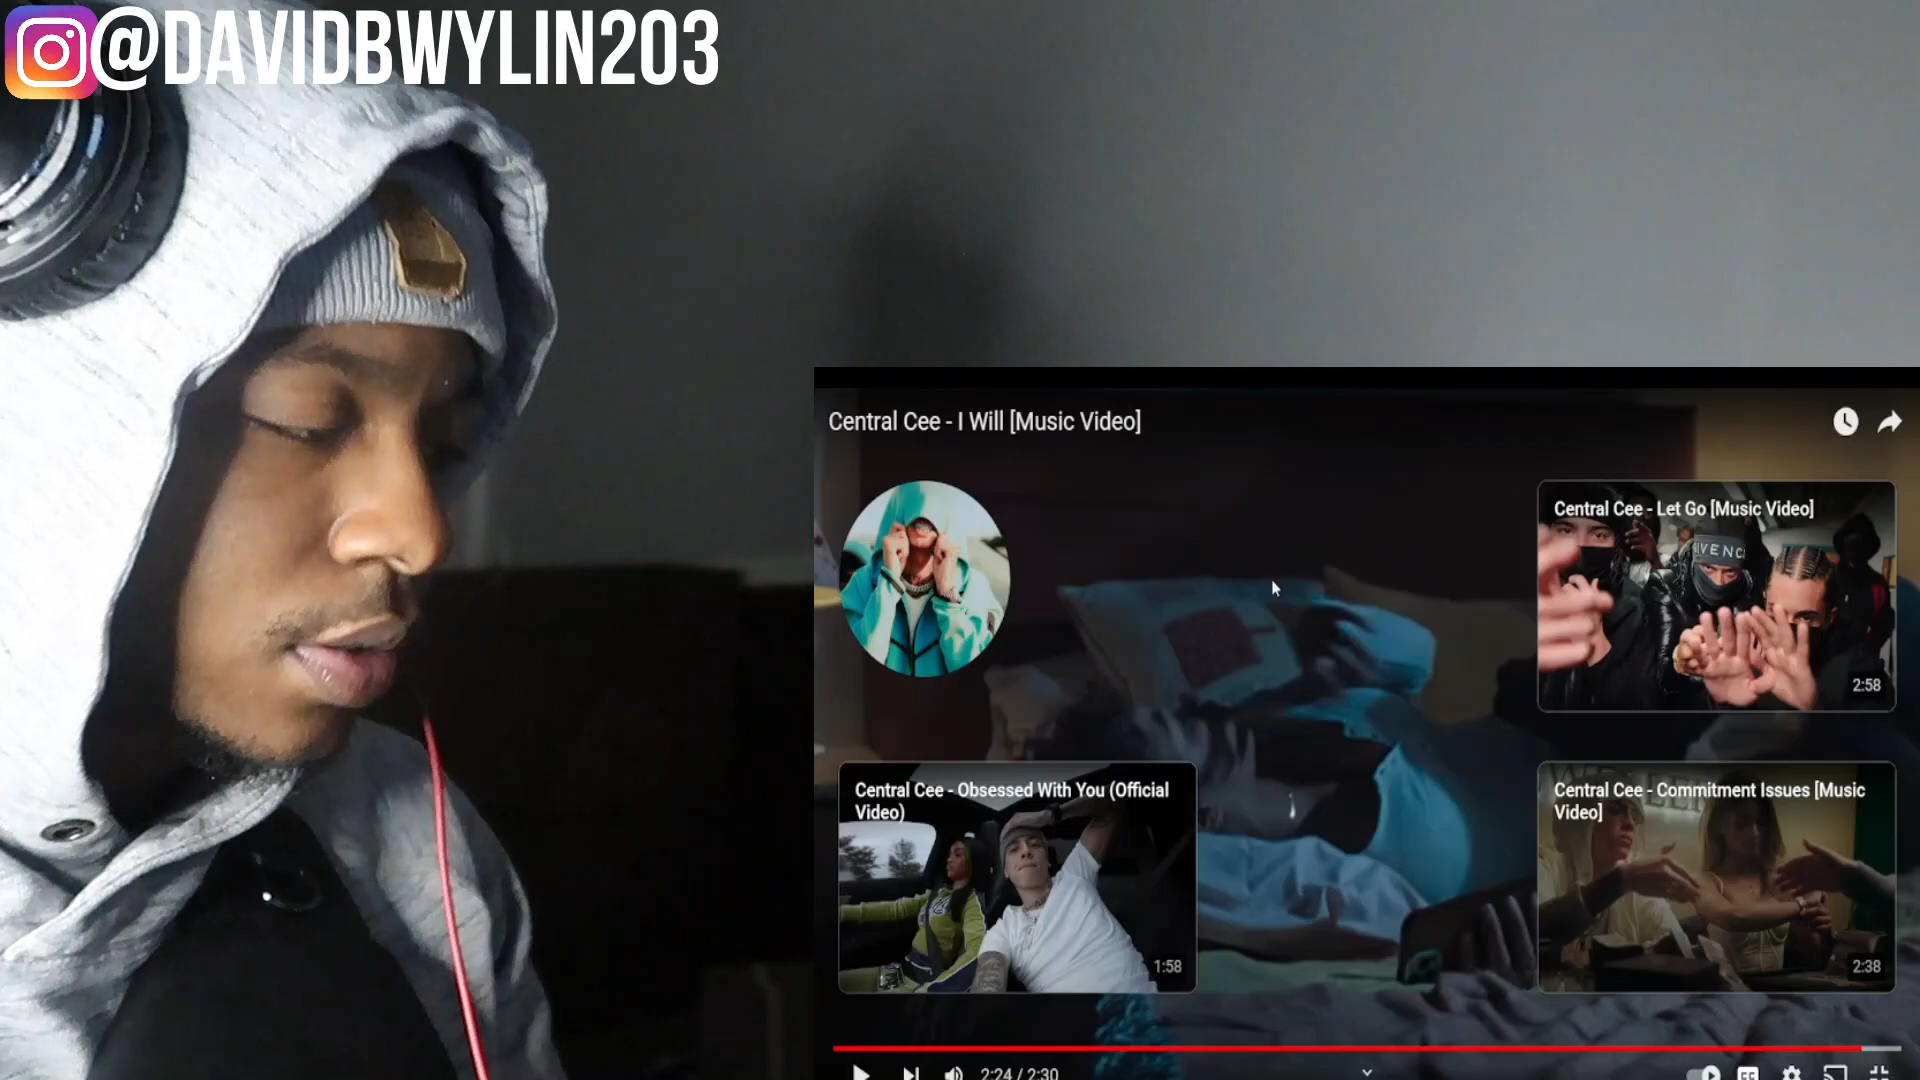 @DAVIDBWYLIN203
Central Cee - I Will [Music Video]
Central Cee - Let Go [Music Video]
2:58
Central Cee - Obsessed With You (Official
Video)
1:58
Central Cee - Commitment Issues [Music
Video]
2:38
2:24 / 2:30